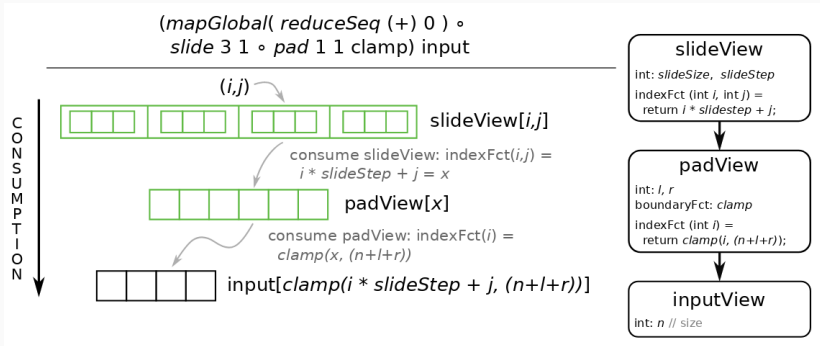 (mapGlobal( reduceSeq (+) 0 ) ∘
slide 3 1 ∘ pad 1 1 clamp) input
(i,j)
CONSUMPTION
slideView[i,j]
consume slideView: indexFct(i,j) =
i * slideStep + j = x
padView[x]
consume padView: indexFct(i) =
clamp(x, (n+l+r))
input[clamp(i * slideStep + j, (n+l+r))]
slideView
int: slideSize, slideStep
indexFct (int i, int j) =
return i * slidestep + j;
padView
int: l, r
boundaryFct: clamp
indexFct (int i) =
return clamp(i, (n+l+r));
inputView
int: n // size